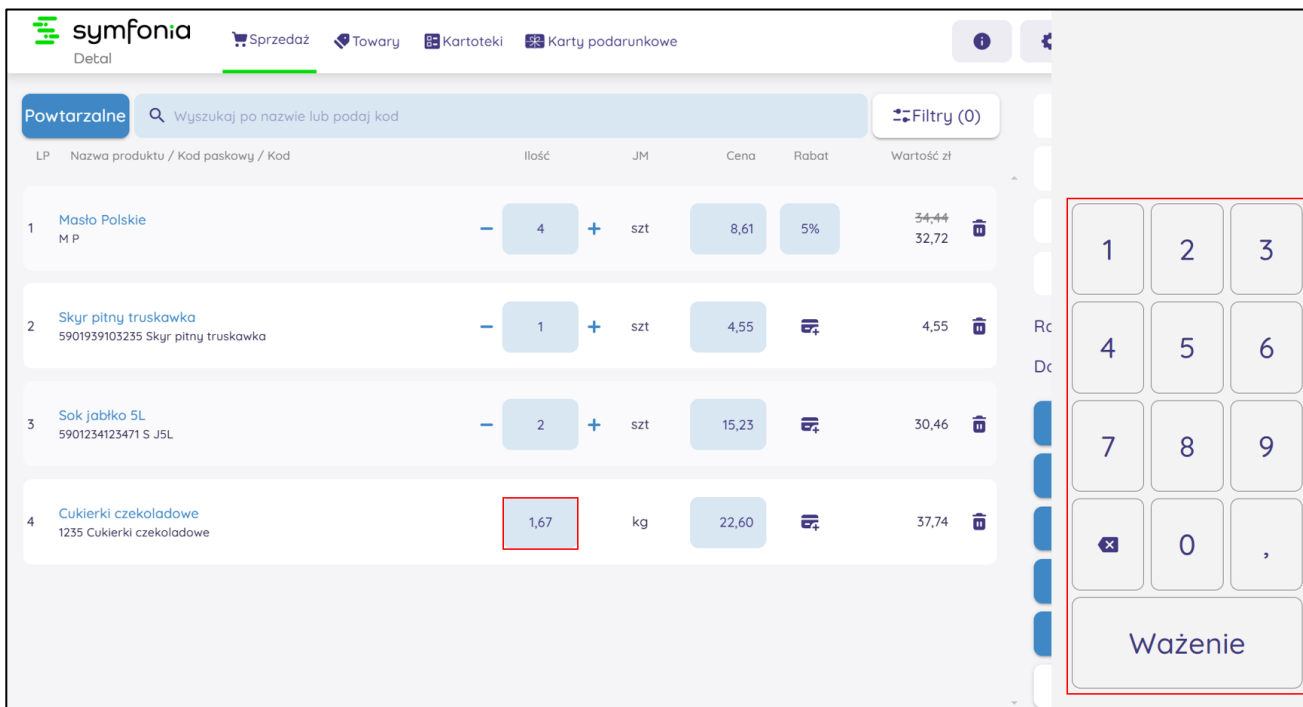 symfonia
Detal
Sprzedaż Towary Kartoteki Karty podarunkowe
Powtarzalne Wyszukaj po nazwie lub podaj kod Filtry (0)
LP Nazwa produktu / Kod paskowy / Kod Ilość JM Cena Rabat Wartość zł
1 Masło Polskie − 4 + szt 8,61 5% 34,44
M P 32,72
2 Skyr pitny truskawka − 1 + szt 4,55 4,55
5901939103235 Skyr pitny truskawka
3 Sok jabłko 5L − 2 + szt 15,23 30,46
5901234123471 S J5L
4 Cukierki czekoladowe 1,67 kg 22,60 37,74
1235 Cukierki czekoladowe
1 2 3
4 5 6
7 8 9
0 ,
Ważenie